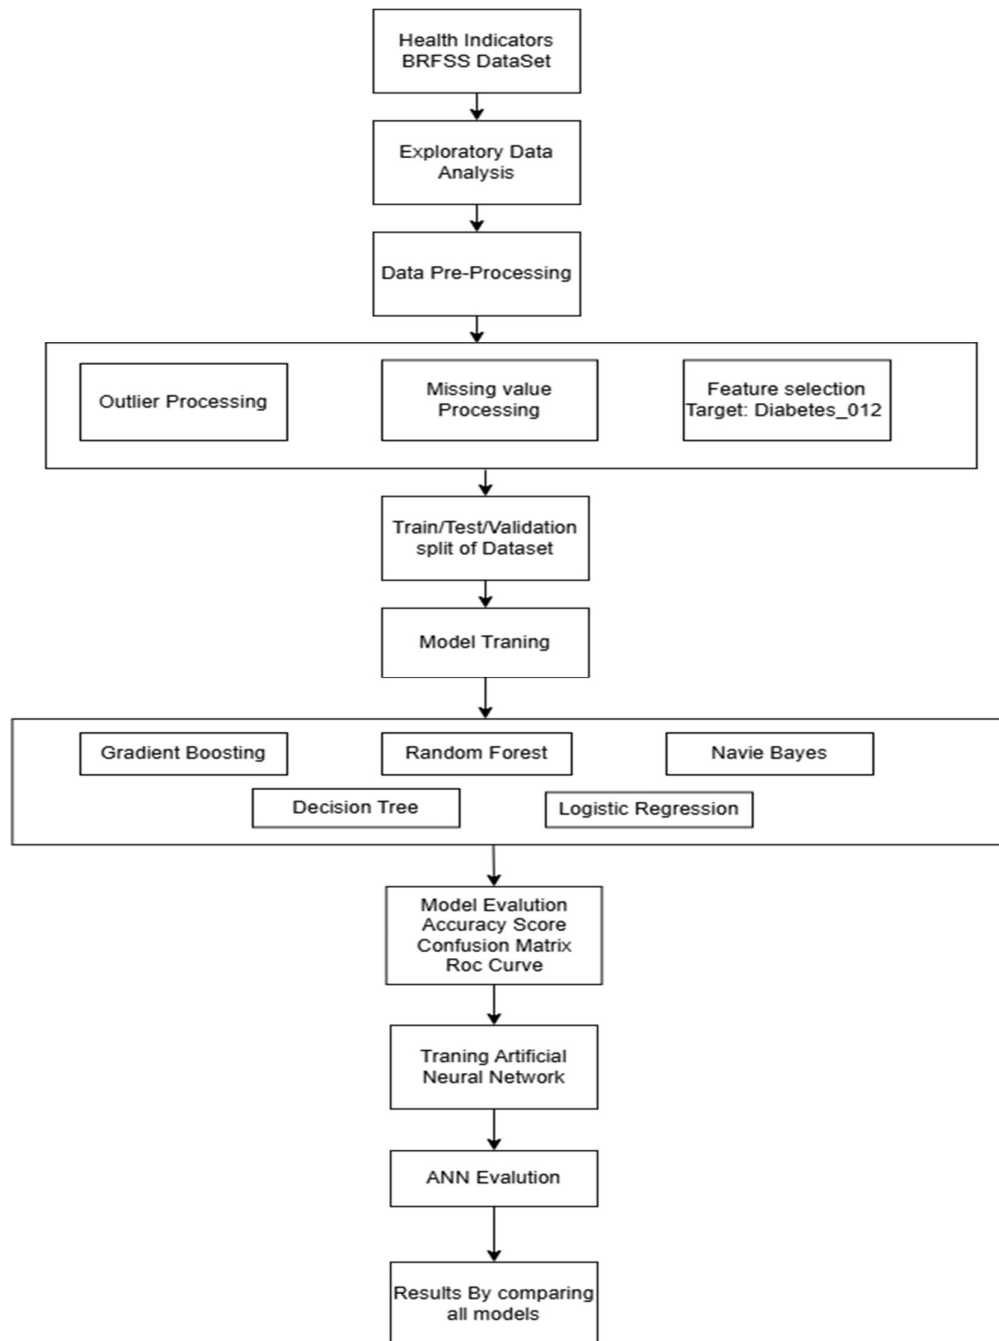 Health Indicators
BRFSS DataSet
Exploratory Data
Analysis
Data Pre-Processing
Outlier Processing
Missing value
Processing
Feature selection
Target: Diabetes_012
Train/Test/Validation
split of Dataset
Model Traning
Gradient Boosting
Random Forest
Navie Bayes
Decision Tree
Logistic Regression
Model Evalution
Accuracy Score
Confusion Matrix
Roc Curve
Traning Artificial
Neural Network
ANN Evalution
Results By comparing
all models